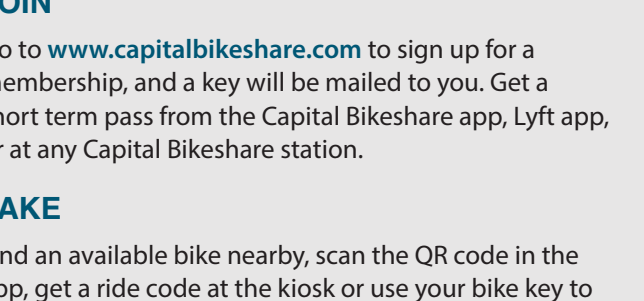 OIN
o to www.capitalbikeshare.com to sign up for a
embership, and a key will be mailed to you. Get a
hort term pass from the Capital Bikeshare app, Lyft app,
r at any Capital Bikeshare station.
AKE
nd an available bike nearby, scan the QR code in the
pp, get a ride code at the kiosk or use your bike key to